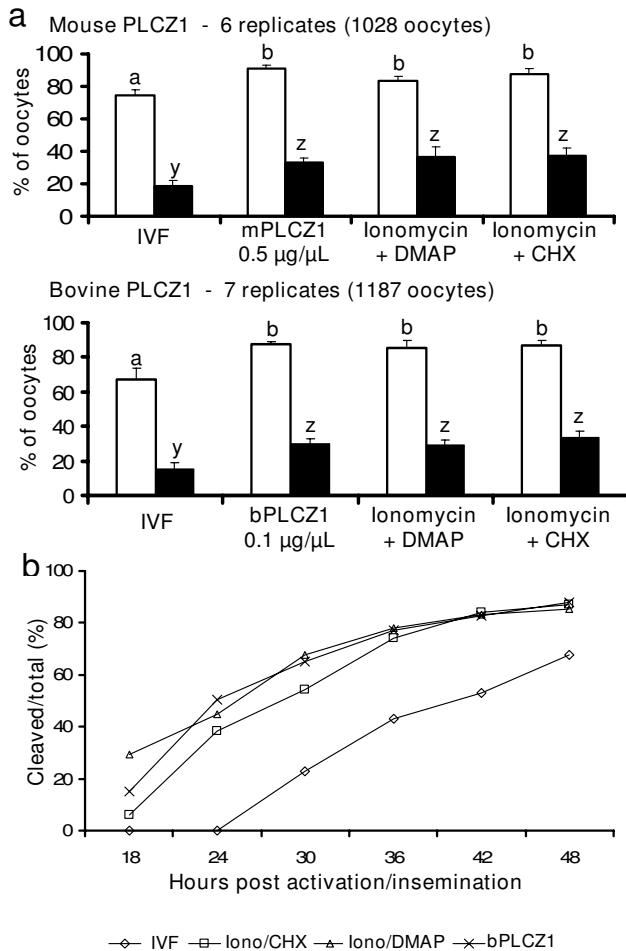 a
Mouse PLCZ1 - 6 replicates (1028 oocytes)
% of oocytes
100
80
60
40
20
0
a
y
b
z
b
z
b
z
IVF
mPLCZ1
0.5 µg/µL
Ionomycin
+ DMAP
Ionomycin
+ CHX
Bovine PLCZ1 - 7 replicates (1187 oocytes)
% of oocytes
100
80
60
40
20
0
a
y
b
z
b
z
b
z
IVF
bPLCZ1
0.1 µg/µL
Ionomycin
+ DMAP
Ionomycin
+ CHX
b
Cleaved/total (%)
100
80
60
40
20
0
18 24 30 36 42 48
Hours post activation/insemination
IVF Iono/CHX Iono/DMAP bPLCZ1